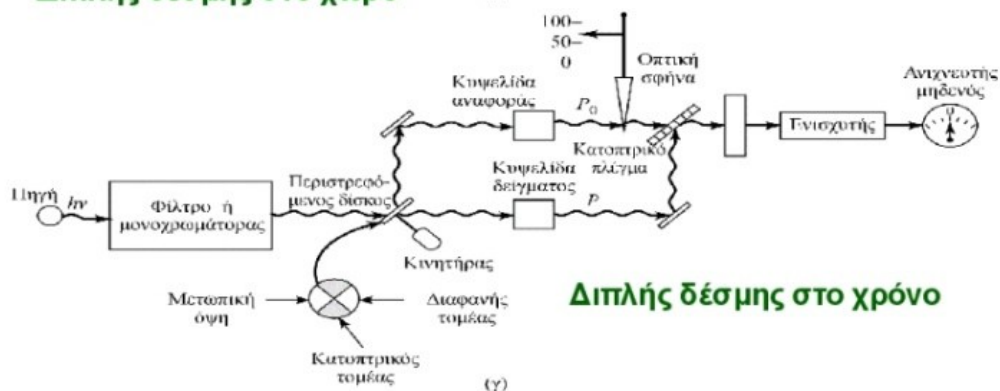 100–
50–
0
Οπτική
σφήνα
Ανιχνευτής
μηδενός
0
Κυψελίδα
αναφοράς
P₀
Ενισχυτής
Κατοπτρικό
πλέγμα
Κυψελίδα
δείγματος
P
Περιστρεφό-
μενος δίσκος
Πηγή
hν
Φίλτρο ή
μονοχρωμάτορας
Κινητήρας
Μετωπική
όψη
Διαφανής
τομέας
Κατοπτρικός
τομέας
Διπλής δέσμης στο χρόνο
(γ)